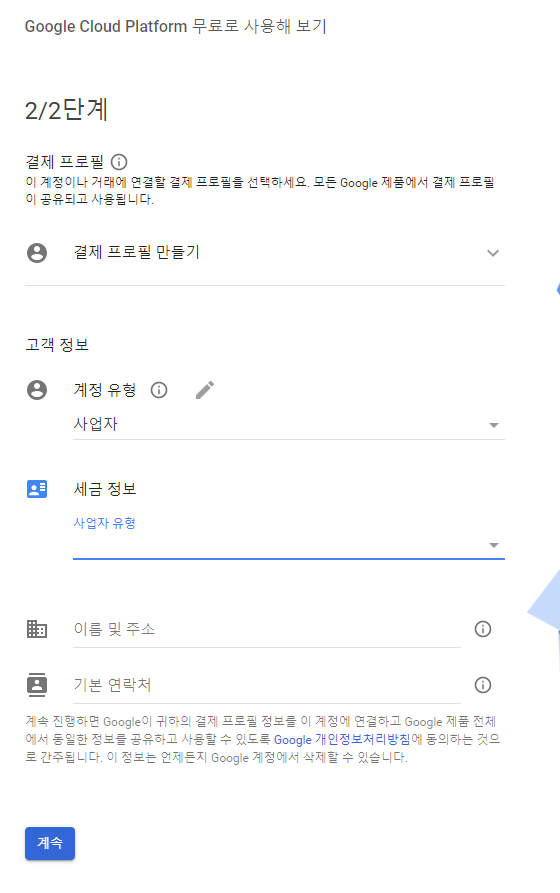 Google Cloud Platform 무료로 사용해 보기
2/2단계
결제 프로필
이 계정이나 거래에 연결할 결제 프로필을 선택하세요. 모든 Google 제품에서 결제 프로필
이 공유되고 사용됩니다.
결제 프로필 만들기
고객 정보
계정 유형
사업자
세금 정보
사업자 유형
이름 및 주소
기본 연락처
계속 진행하면 Google이 귀하의 결제 프로필 정보를 이 계정에 연결하고 Google 제품 전체
에서 동일한 정보를 공유하고 사용할 수 있도록 Google 개인정보처리방침에 동의하는 것으
로 간주됩니다. 이 정보는 언제든지 Google 계정에서 삭제할 수 있습니다.
계속